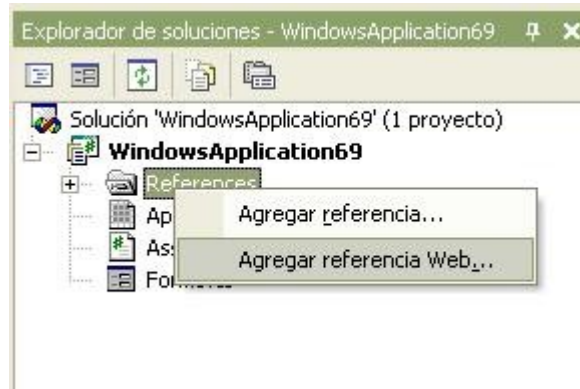 Explorador de soluciones - WindowsApplication69
Solución 'WindowsApplication69' (1 proyecto)
WindowsApplication69
References
Agregar referencia...
Agregar referencia Web...